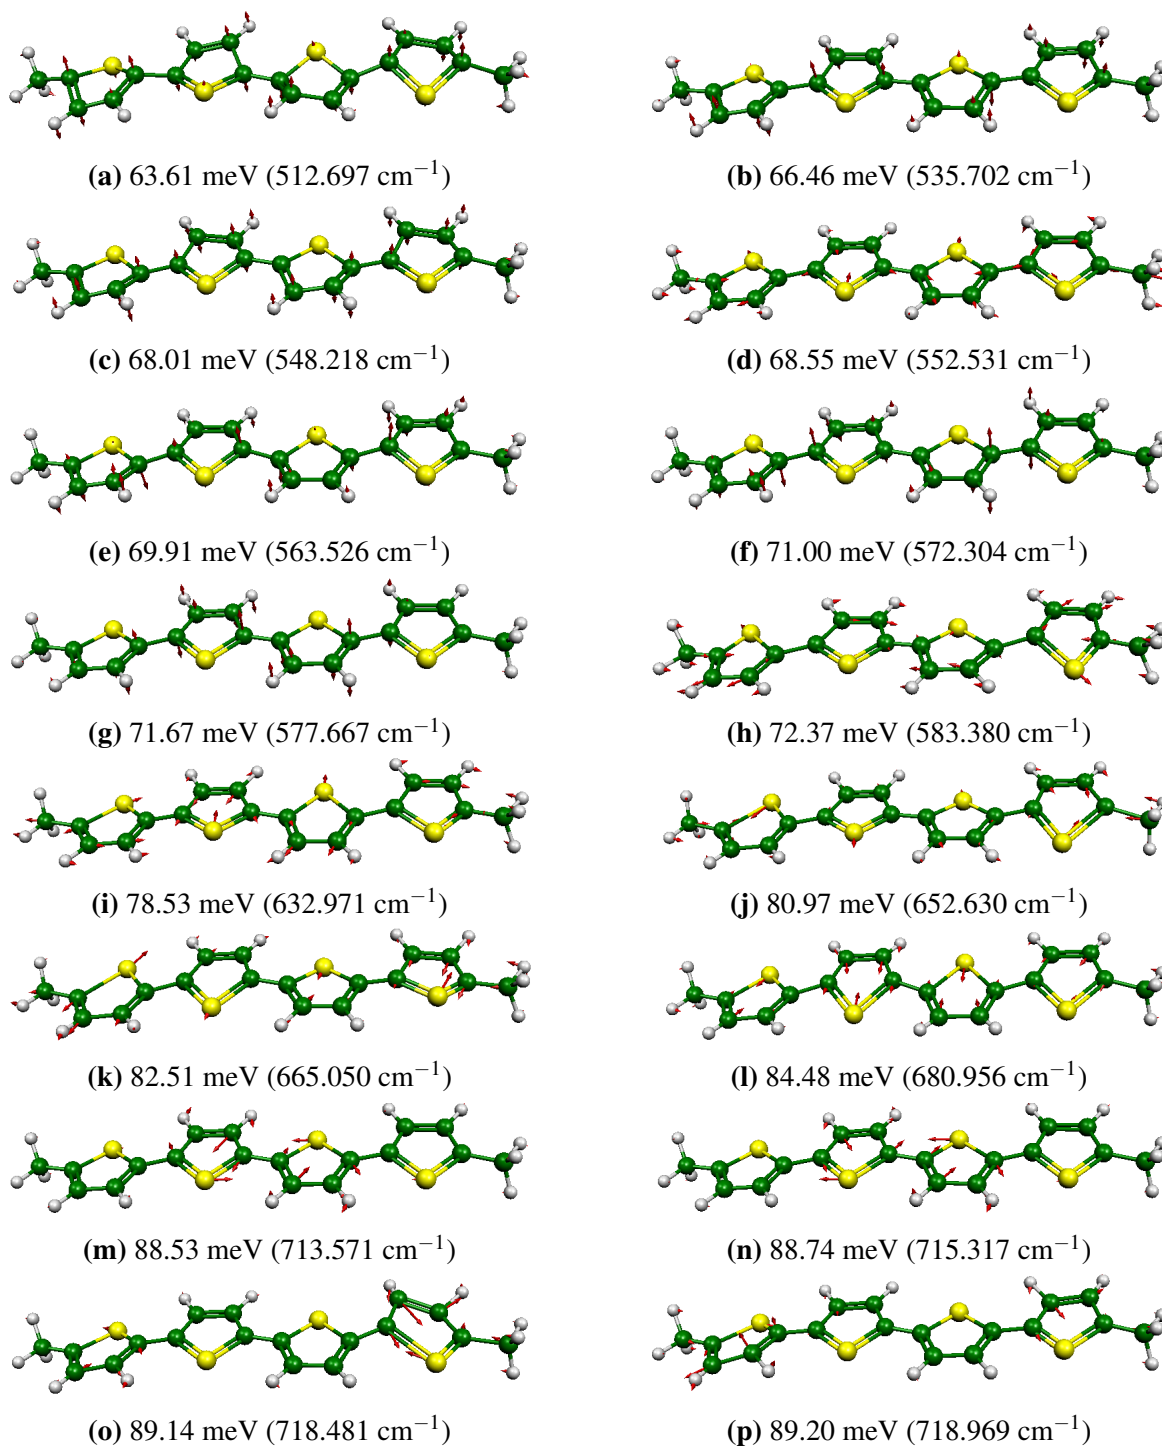 (a) 63.61 meV (512.697 cm⁻¹)
(b) 66.46 meV (535.702 cm⁻¹)
(c) 68.01 meV (548.218 cm⁻¹)
(d) 68.55 meV (552.531 cm⁻¹)
(e) 69.91 meV (563.526 cm⁻¹)
(f) 71.00 meV (572.304 cm⁻¹)
(g) 71.67 meV (577.667 cm⁻¹)
(h) 72.37 meV (583.380 cm⁻¹)
(i) 78.53 meV (632.971 cm⁻¹)
(j) 80.97 meV (652.630 cm⁻¹)
(k) 82.51 meV (665.050 cm⁻¹)
(l) 84.48 meV (680.956 cm⁻¹)
(m) 88.53 meV (713.571 cm⁻¹)
(n) 88.74 meV (715.317 cm⁻¹)
(o) 89.14 meV (718.481 cm⁻¹)
(p) 89.20 meV (718.969 cm⁻¹)